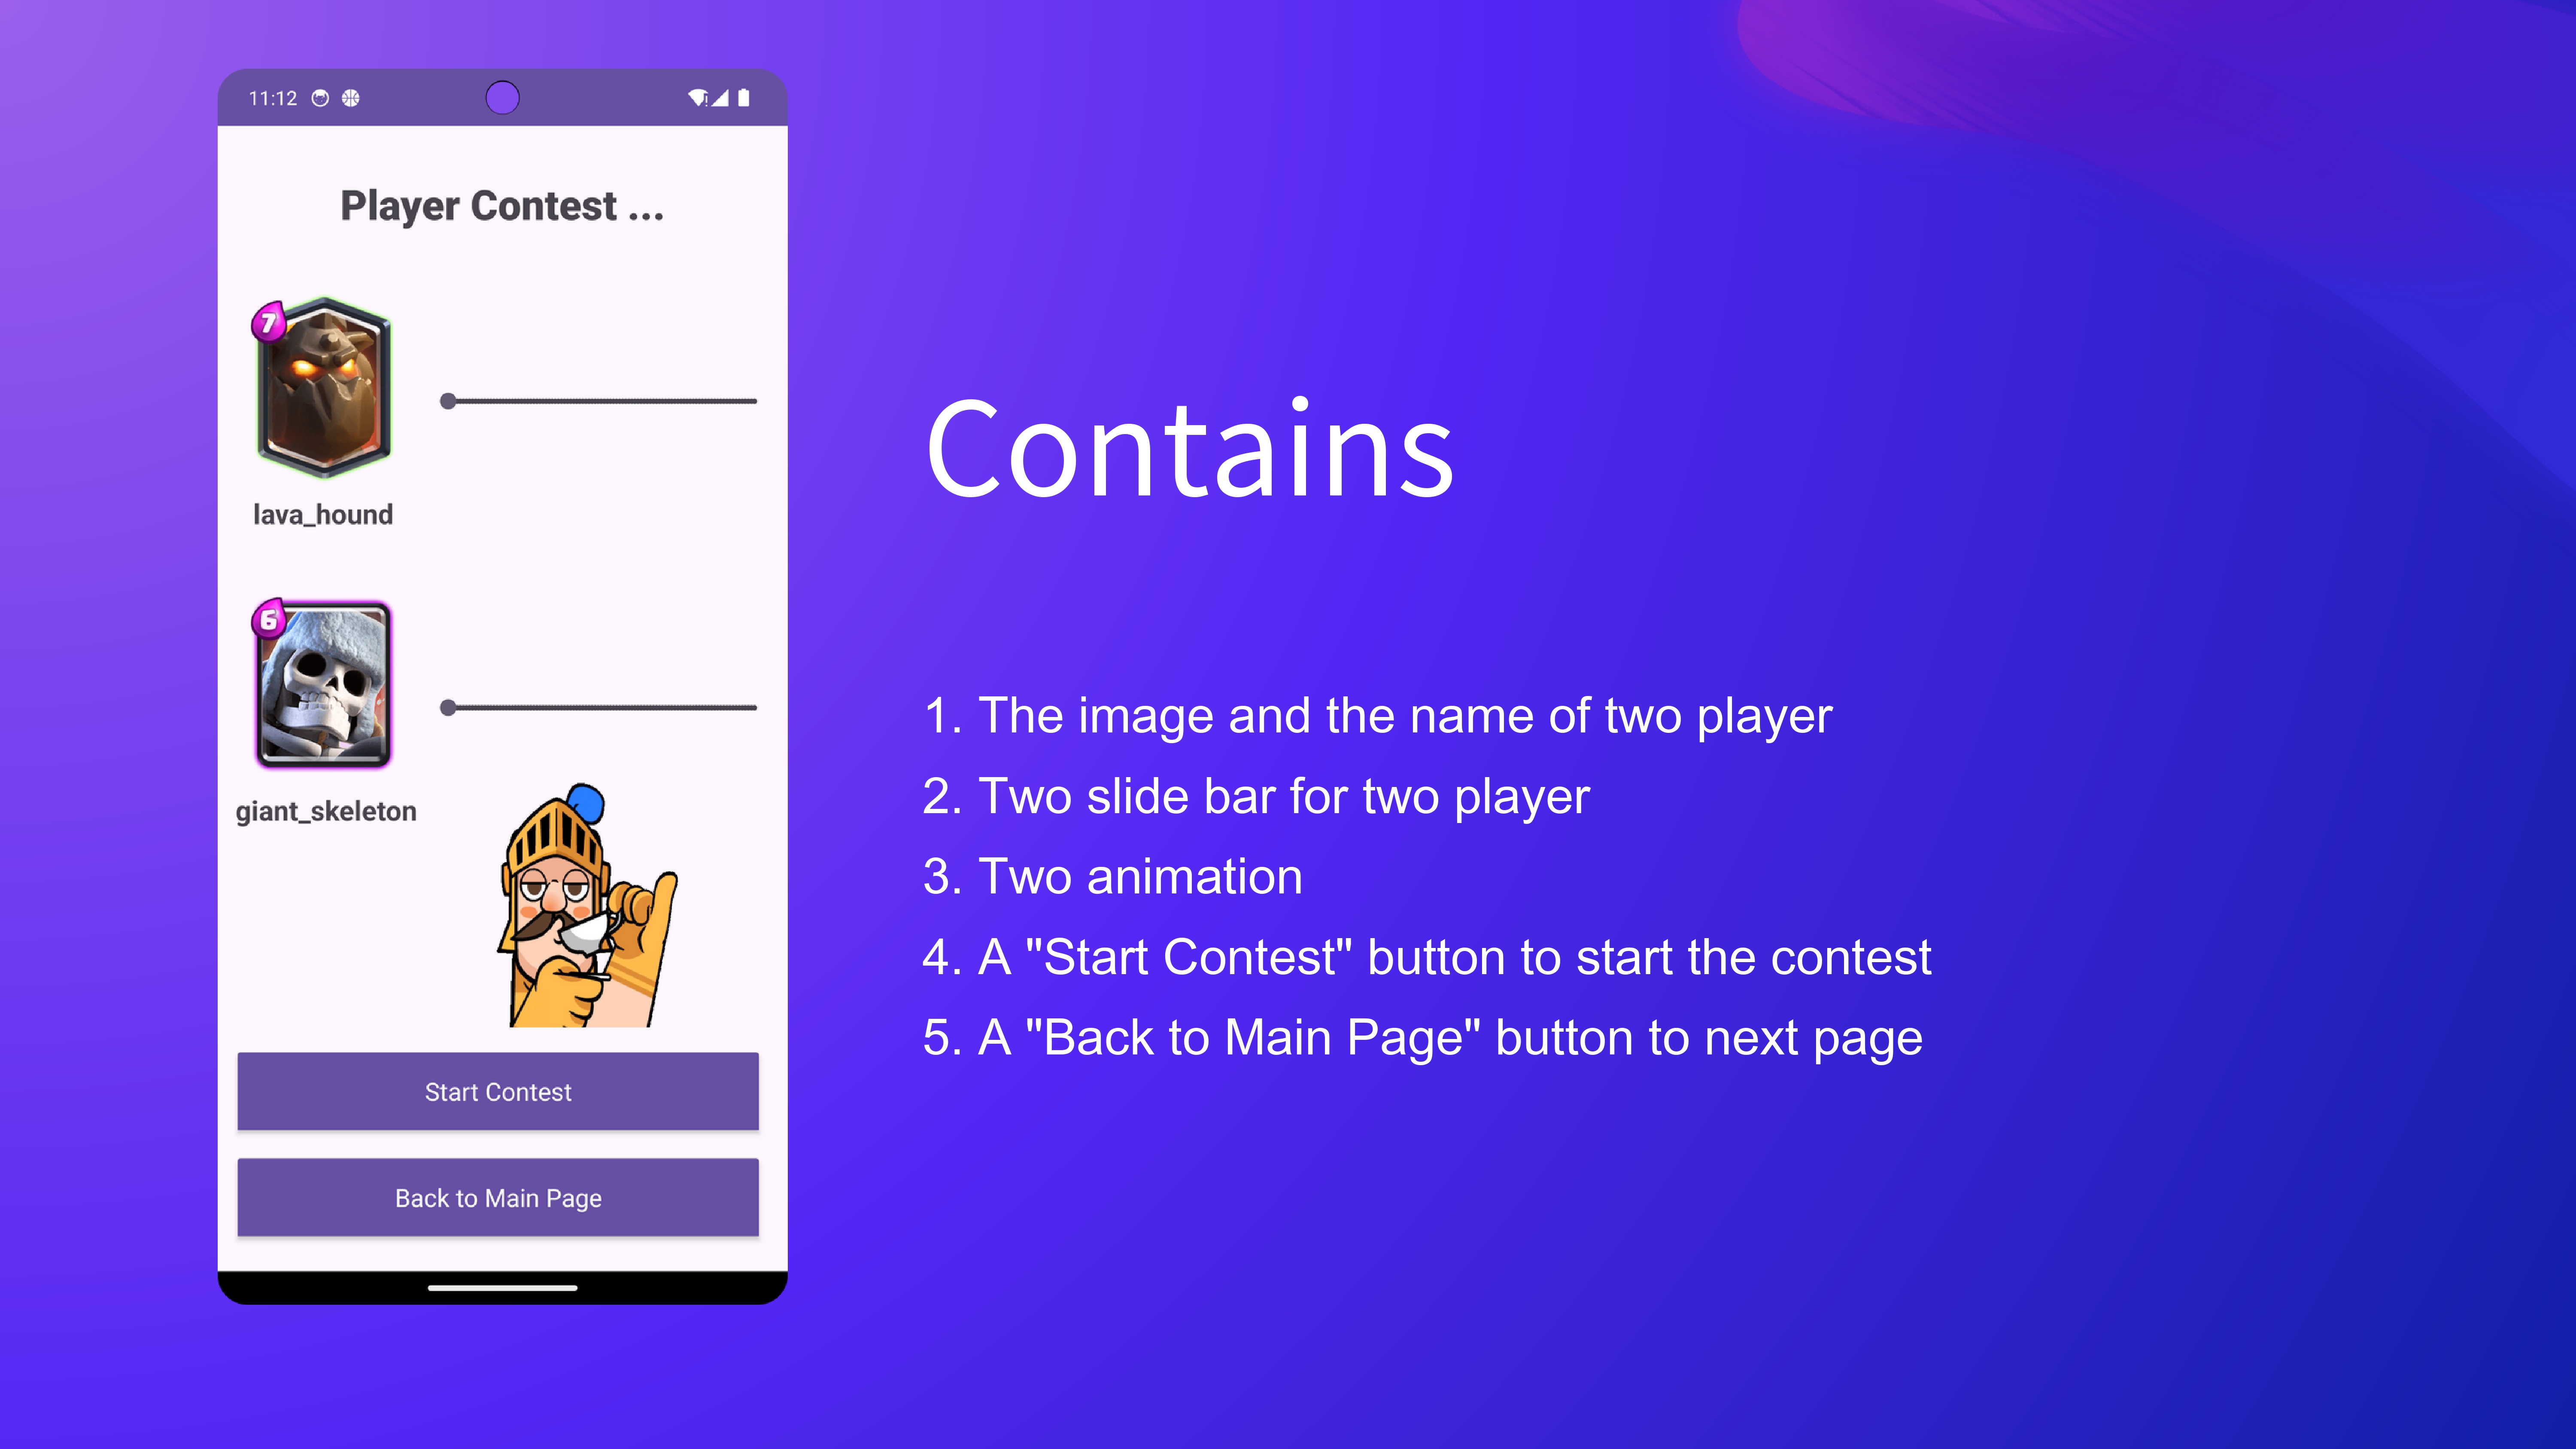 11:12
Player Contest ...
7
lava_hound
6
giant_skeleton
Start Contest
Back to Main Page
Contains
1. The image and the name of two player
2. Two slide bar for two player
3. Two animation
4. A "Start Contest" button to start the contest
5. A "Back to Main Page" button to next page